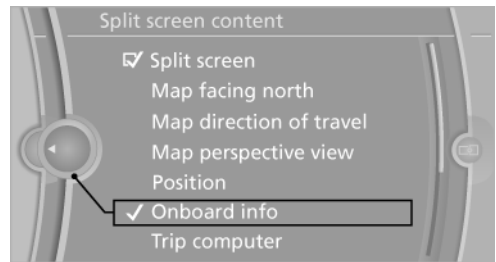 Split screen content
Split screen
Map facing north
Map direction of travel
Map perspective view
Position
Onboard info
Trip computer